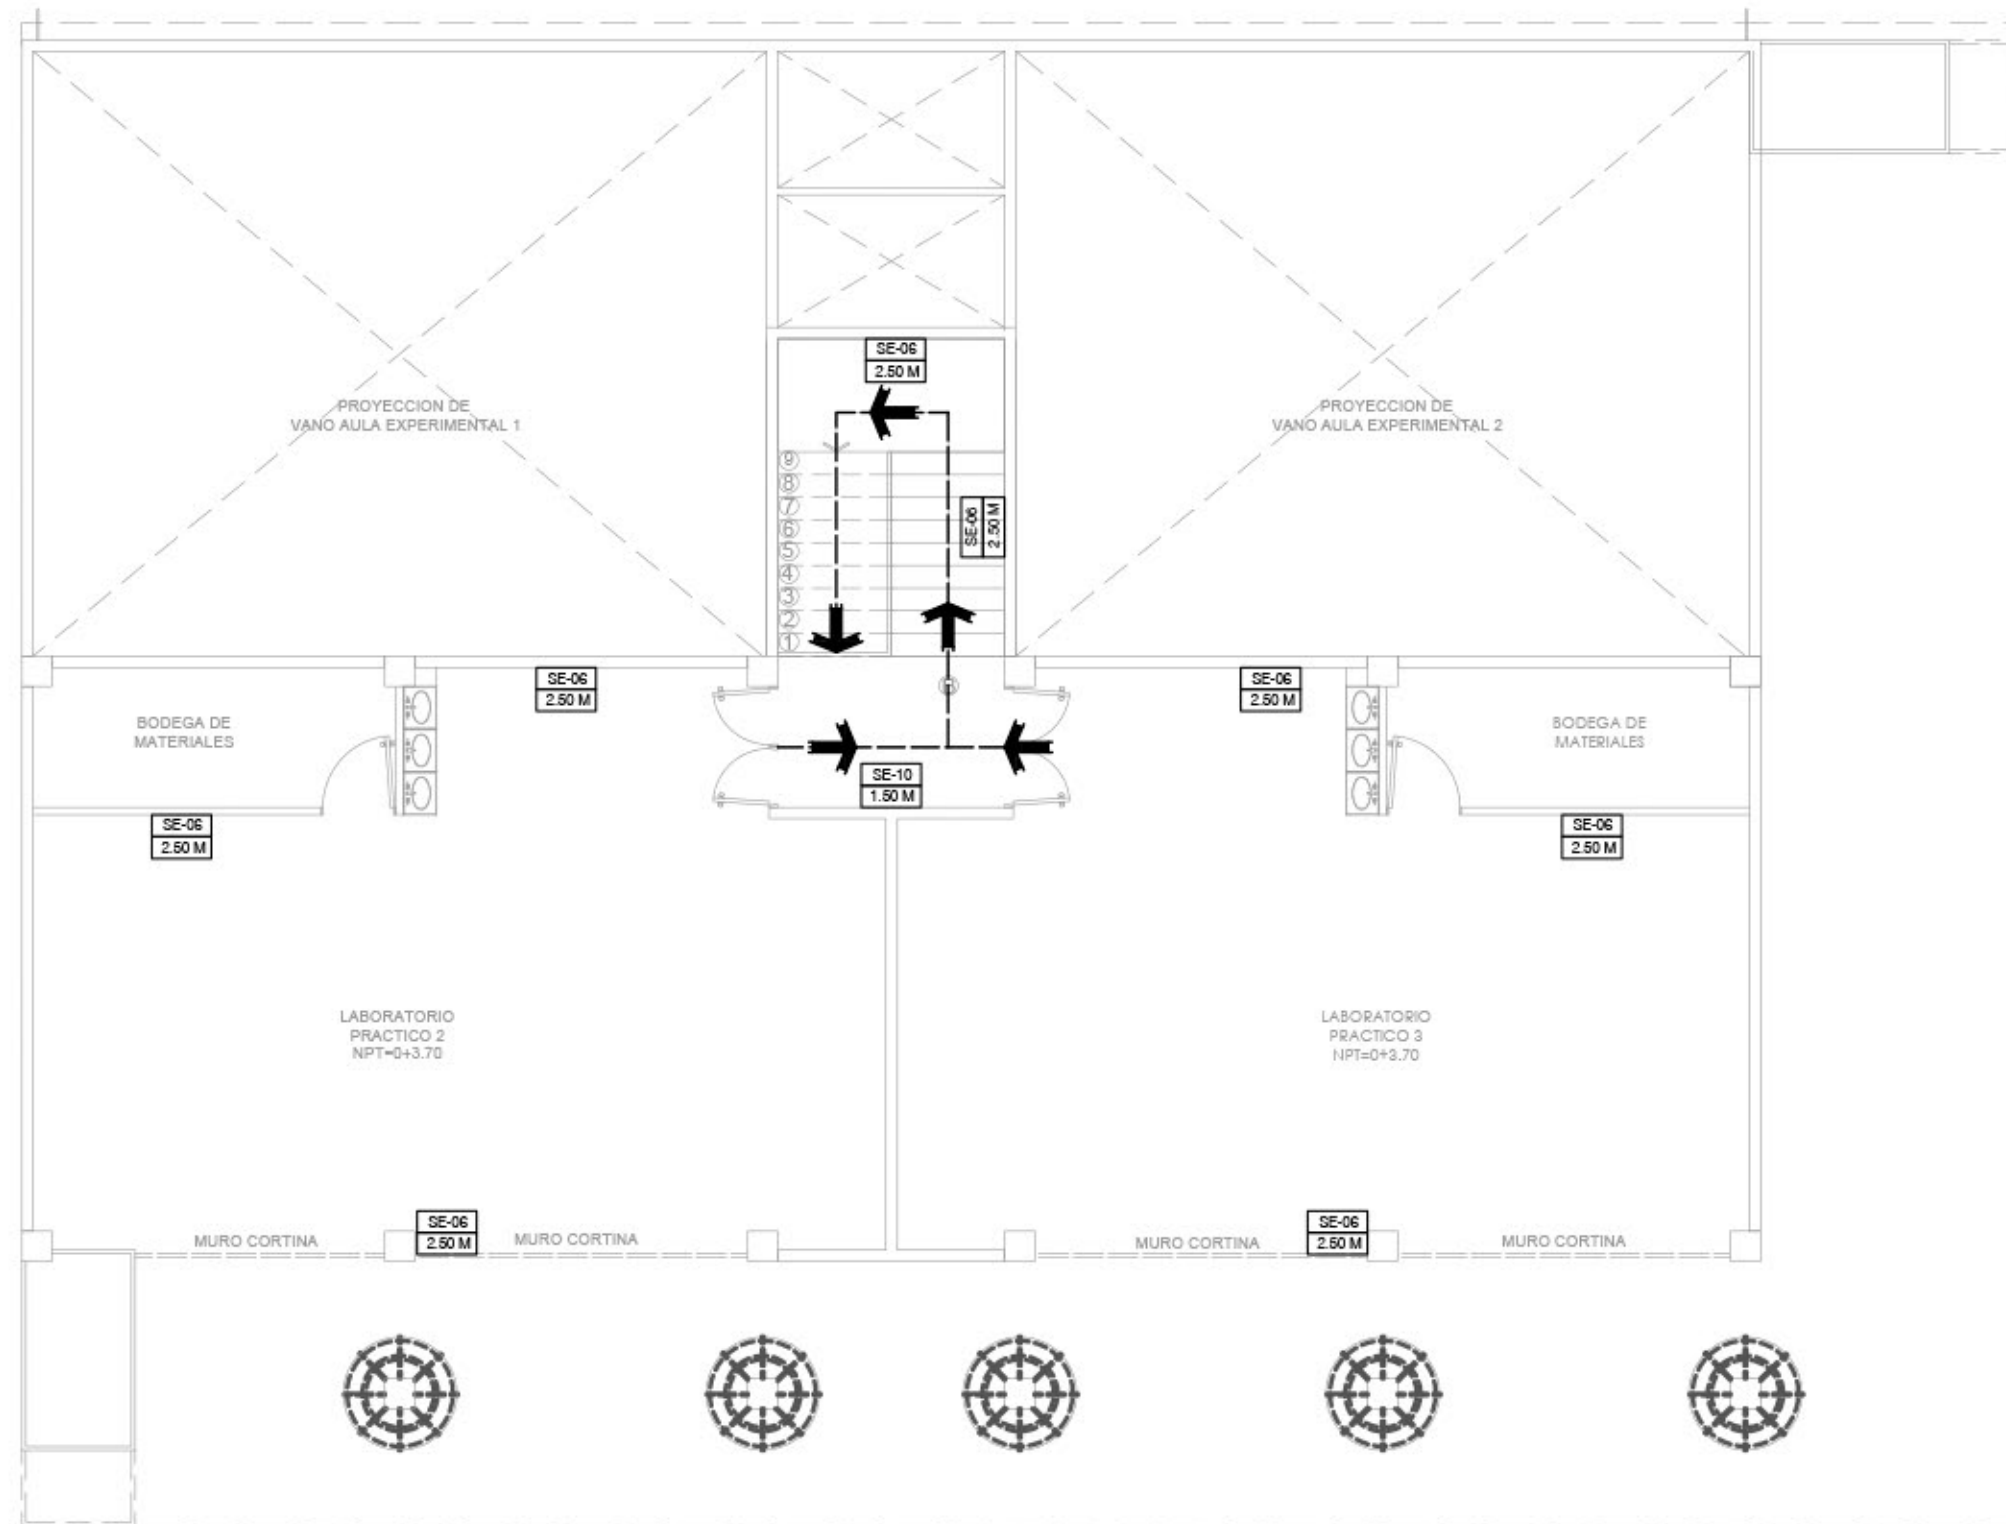 SE-06
2.50 M
PROYECCION DE
VANO AULA EXPERIMENTAL 1
PROYECCION DE
VANO AULA EXPERIMENTAL 2
9
8
7
6
5
4
3
2
1
SE-06
2.50 M
SE-06
2.50 M
SE-06
2.50 M
BODEGA DE
MATERIALES
BODEGA DE
MATERIALES
SE-10
1.50 M
SE-06
2.50 M
SE-06
2.50 M
LABORATORIO
PRACTICO 2
NPT=0+3.70
LABORATORIO
PRACTICO 3
NPT=0+3.70
SE-06
2.50 M
SE-06
2.50 M
MURO CORTINA
MURO CORTINA
MURO CORTINA
MURO CORTINA